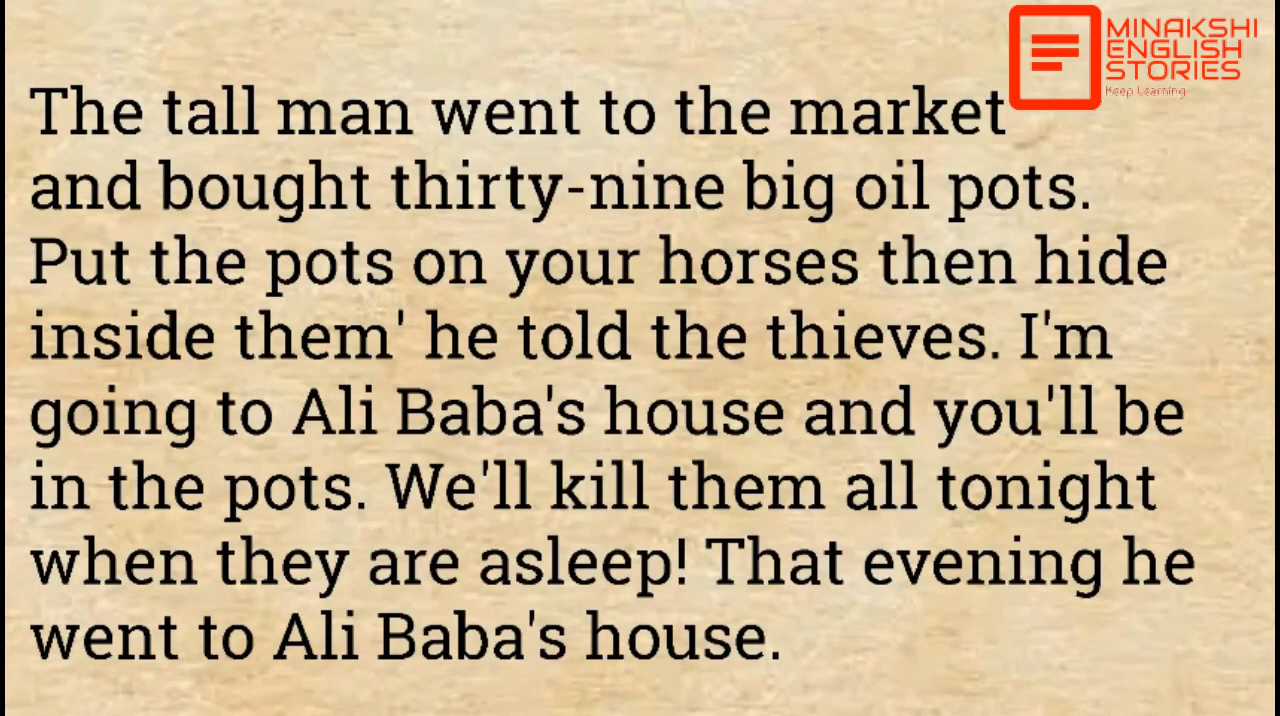 MINAKSHI
ENGLISH
STORIES
Keep Learning
The tall man went to the market
and bought thirty-nine big oil pots.
Put the pots on your horses then hide
inside them' he told the thieves. I'm
going to Ali Baba's house and you'll be
in the pots. We'll kill them all tonight
when they are asleep! That evening he
went to Ali Baba's house.